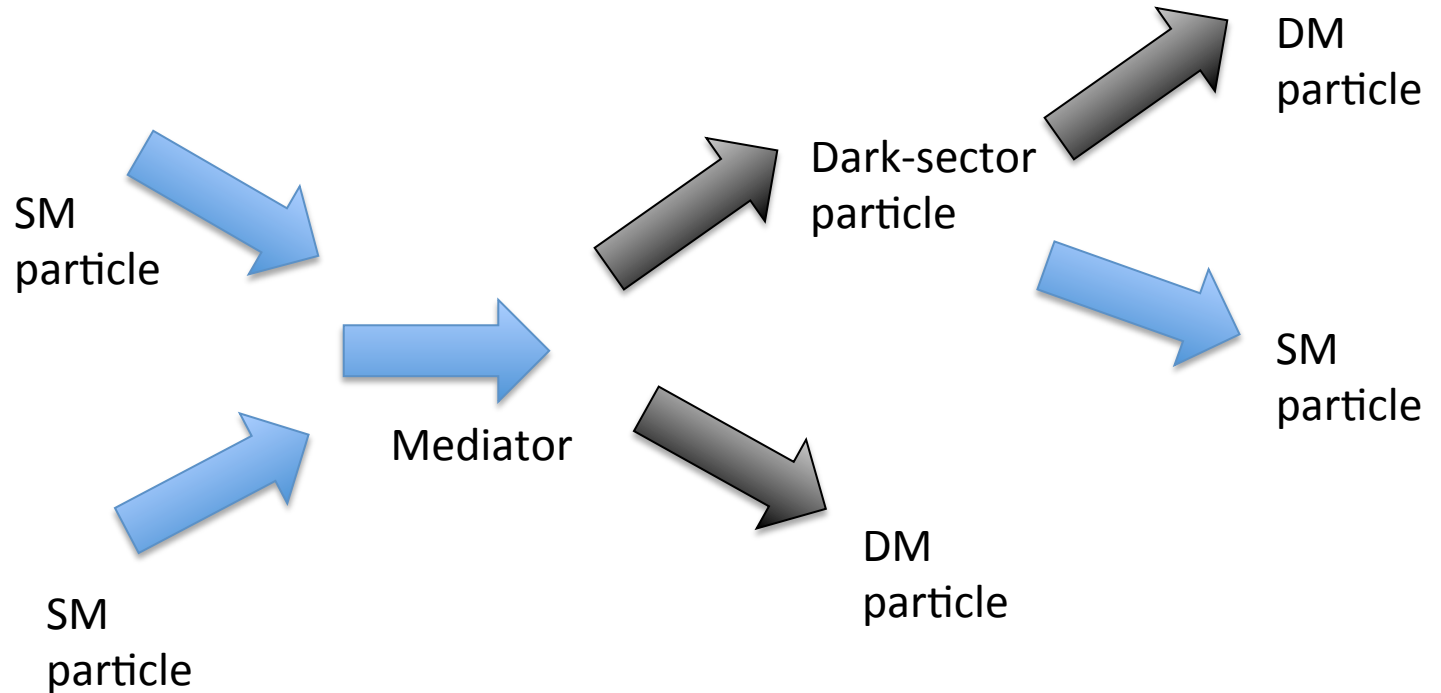 SM
particle
SM
particle
Mediator
Dark-sector
particle
DM
particle
DM
particle
SM
particle